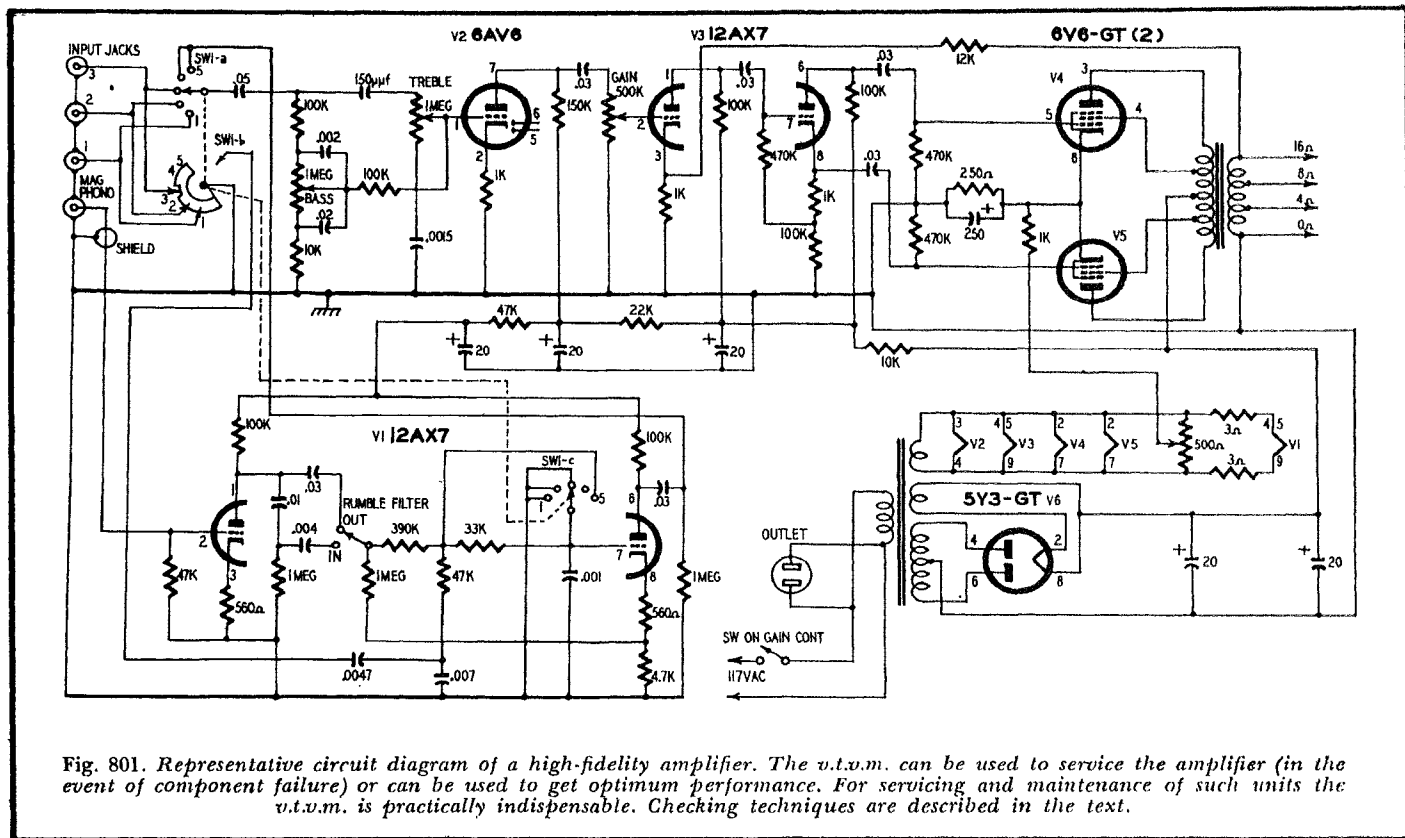 INPUT JACKS
3
2
1
MAG PHONO
SHIELD
SW1-a
5
1
SW1-b
5
4
3
2
1
.05
100K
.002
1 MEG
BASS
.02
10K
100K
150µµf
TREBLE
1 MEG
.0015
V2 6AV6
7
1
6
5
2
1K
150K
.03
GAIN
500K
V3 12AX7
1
2
3
1K
100K
.03
470K
6
7
8
1K
100K
100K
.03
.03
12K
6V6-GT (2)
V4
3
5
4
8
470K
470K
250Ω
+
250
1K
V5
16Ω
8Ω
4Ω
0Ω
47K
22K
+
20
+
20
+
20
10K
100K
V1 12AX7
2
3
47K
560Ω
.01
.03
.004
1 MEG
RUMBLE FILTER
OUT
IN
1 MEG
390K
33K
47K
.0047
.007
SW1-c
1
5
.001
100K
6
7
8
.03
560Ω
4.7K
1 MEG
OUTLET
SW ON GAIN CONT
117VAC
3
V2
4
4 5
V3
9
2
V4
7
2
V5
7
500Ω
3Ω
3Ω
4 5
V1
9
5Y3-GT V6
4
6
2
8
+
20
+
20
Fig. 801. Representative circuit diagram of a high-fidelity amplifier. The v.t.v.m. can be used to service the amplifier (in the
event of component failure) or can be used to get optimum performance. For servicing and maintenance of such units the
v.t.v.m. is practically indispensable. Checking techniques are described in the text.